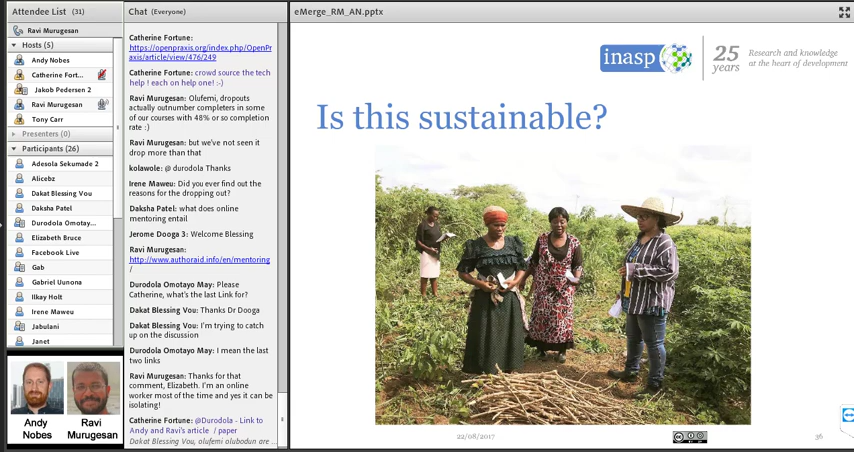 Attendee List (31)
Ravi Murugesan
Hosts (5)
Andy Nobes
Catherine Fort...
Jakob Pedersen 2
Ravi Murugesan
Tony Carr
Presenters (0)
Participants (26)
Adesola Sekumade 2
Alicebz
Dakat Blessing Vou
Daksha Patel
Durodola Omotay...
Elizabeth Bruce
Facebook Live
Gab
Gabriel Uunona
Ilkay Holt
Irene Maweu
Jabulani
Janet
Andy
Nobes
Ravi
Murugesan
Chat (Everyone)
Catherine Fortune:
https://openpraxis.org/index.php/OpenPr
axis/article/view/476/249
Catherine Fortune: crowd source the tech
help ! each on help one! :-)
Ravi Murugesan: Olufemi, dropouts
actually outnumber completers in some
of our courses with 48% or so completion
rate :)
Ravi Murugesan: but we've not seen it
drop more than that
kolawole: @ durodola Thanks
Irene Maweu: Did you ever find out the
reasons for the dropping out?
Daksha Patel: what does online
mentoring entail
Jerome Dooga 3: Welcome Blessing
Ravi Murugesan:
http://www.authoraid.info/en/mentoring
/
Durodola Omotayo May: Please
Catherine, what's the last Link for?
Dakat Blessing Vou: Thanks Dr Dooga
Dakat Blessing Vou: I'm trying to catch
up on the discussion
Durodola Omotayo May: I mean the last
two links
Ravi Murugesan: Thanks for that
comment, Elizabeth. I'm an online
worker most of the time and yes it can be
isolating!
Catherine Fortune: @Durodola - Link to
Andy and Ravi's article / paper
Dakat Blessing Vou, olufemi olubodun are ...
eMerge_RM_AN.pptx
inasp
25
years
Research and knowledge
at the heart of development
Is this sustainable?
22/08/2017
36